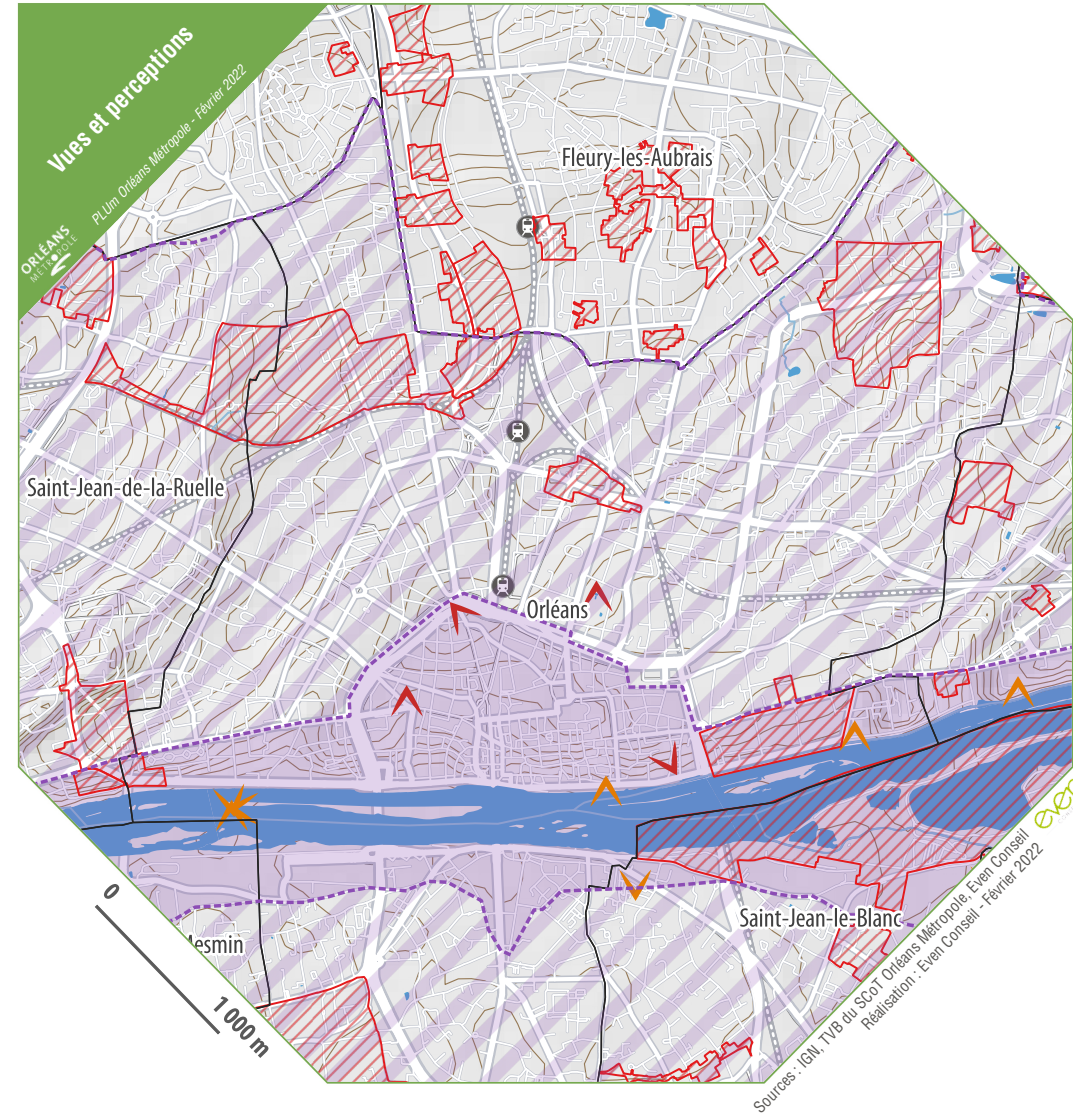 Vues et perceptions
PLUm Orléans Métropole - Février 2022
ORLÉANS
MÉTROPOLE
Fleury-les-Aubrais
Saint-Jean-de-la-Ruelle
Orléans
Saint-Jean-le-Blanc
0
1 000 m
even
Sources : IGN, TVB du SCoT Orléans Métropole, Even Conseil
Réalisation : Even Conseil - Février 2022